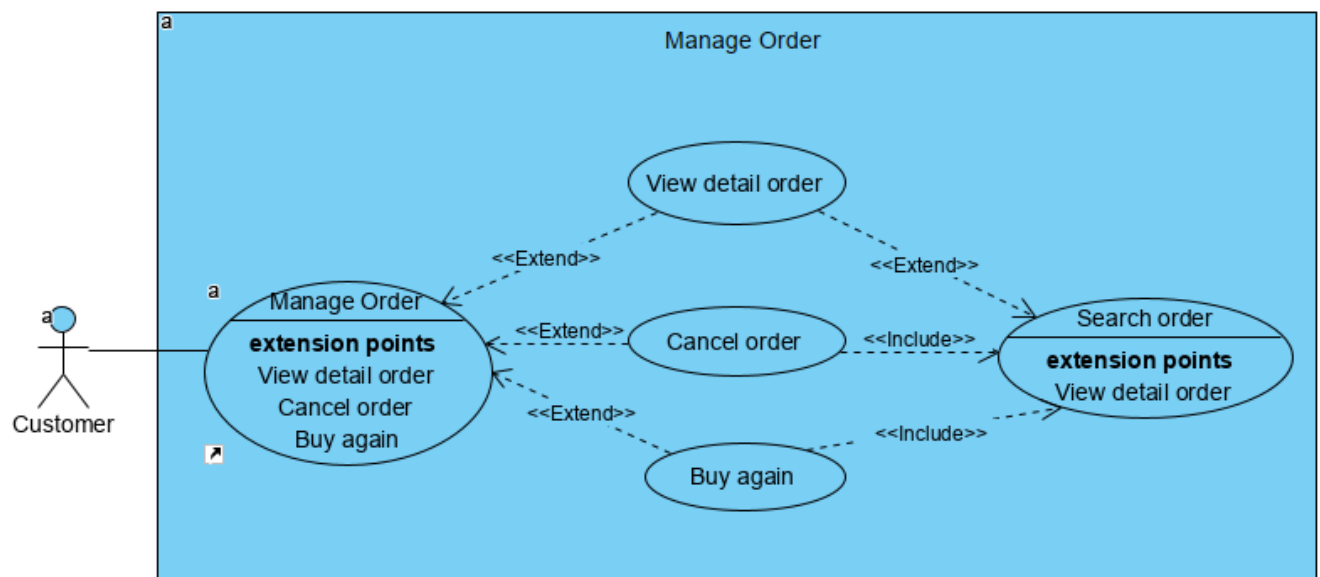 a
Manage Order
View detail order
<<Extend>>
<<Extend>>
a
Manage Order
extension points
View detail order
Cancel order
Buy again
<<Extend>>
Cancel order
<<Include>>
Search order
extension points
View detail order
a
Customer
<<Extend>>
<<Include>>
Buy again